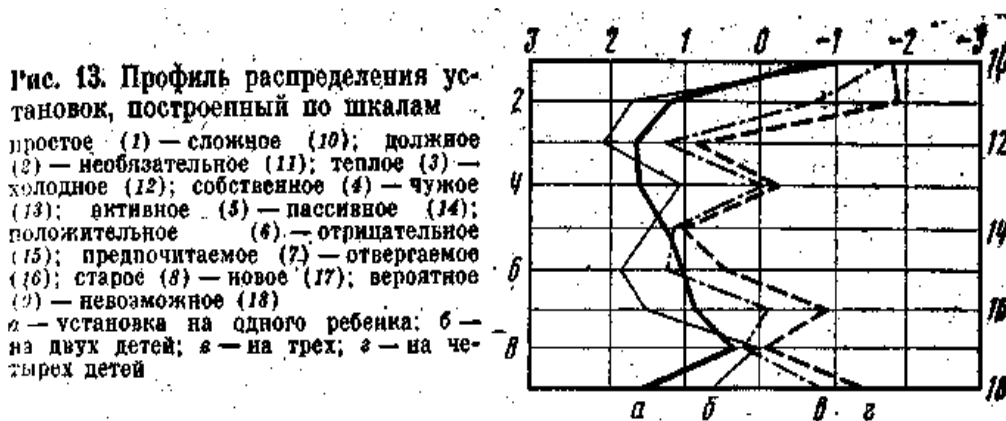 Рис. 13. Профиль распределения ус-
тановок, построенный по шкалам
простое (1) — сложное (10); должное
(2) — необязательное (11); теплое (3) —
холодное (12); собственное (4) — чужое
(13); активное (5) — пассивное (14);
положительное (6) — отрицательное
(15); предпочитаемое (7) — отвергаемое
(16); старое (8) — новое (17); вероятное
(9) — невозможное (18)
а — установка на одного ребенка; б —
на двух детей; в — на трех; г — на че-
тырех детей
3 2 1 0 -1 -2 -3
10
2
12
4
14
6
16
8
18
а б в г